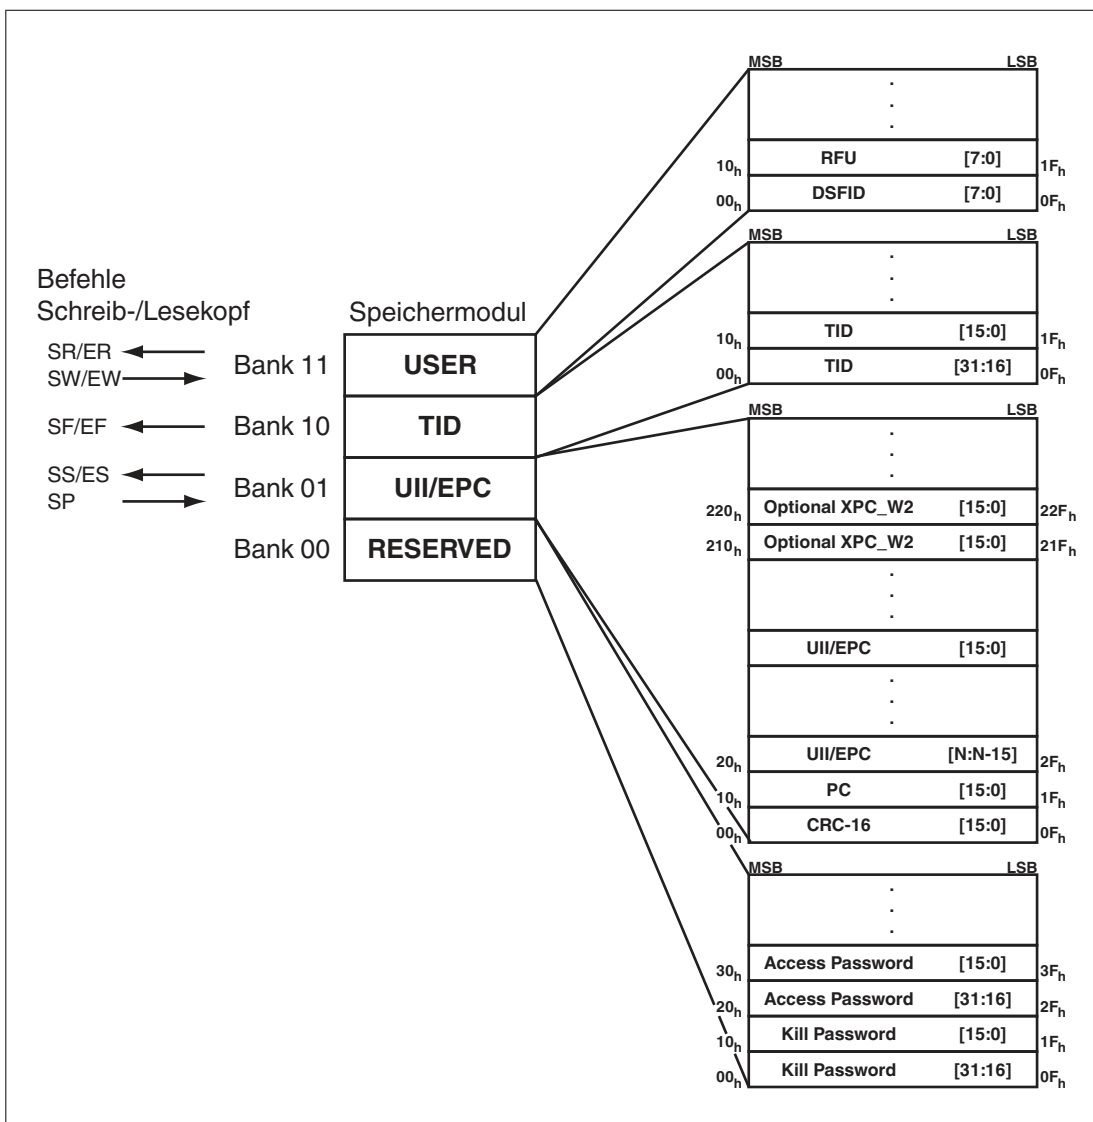 Befehle
Schreib-/Lesekopf
SR/ER
SW/EW
SF/EF
SS/ES
SP
Speichermodul
Bank 11 USER
Bank 10 TID
Bank 01 UII/EPC
Bank 00 RESERVED
MSB LSB
.
.
.
10h RFU [7:0] 1Fh
00h DSFID [7:0] 0Fh
MSB LSB
.
.
.
10h TID [15:0] 1Fh
00h TID [31:16] 0Fh
MSB LSB
.
.
.
220h Optional XPC_W2 [15:0] 22Fh
210h Optional XPC_W2 [15:0] 21Fh
.
.
.
UII/EPC [15:0]
.
.
.
20h UII/EPC [N:N-15] 2Fh
10h PC [15:0] 1Fh
00h CRC-16 [15:0] 0Fh
MSB LSB
.
.
.
30h Access Password [15:0] 3Fh
20h Access Password [31:16] 2Fh
10h Kill Password [15:0] 1Fh
00h Kill Password [31:16] 0Fh